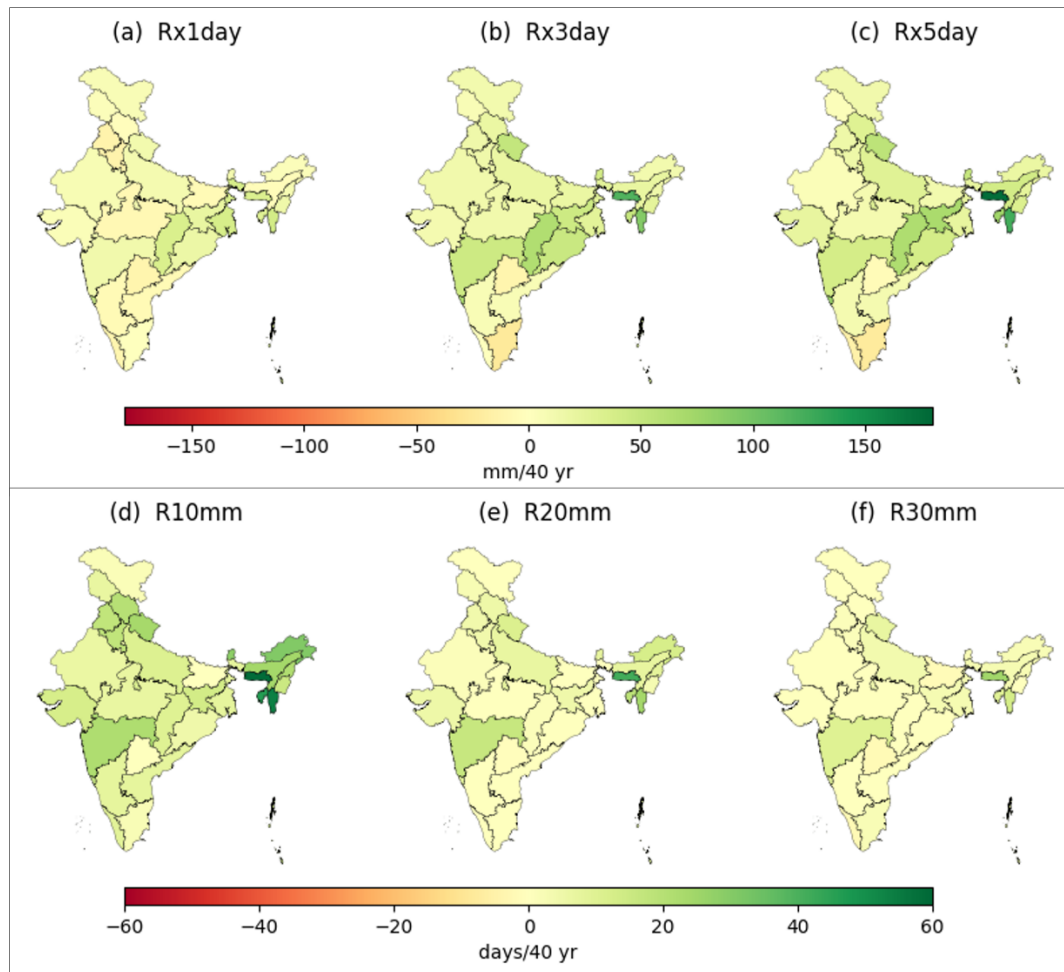 (a) Rx1day
(b) Rx3day
(c) Rx5day
−150 −100 −50 0 50 100 150
mm/40 yr
(d) R10mm
(e) R20mm
(f) R30mm
−60 −40 −20 0 20 40 60
days/40 yr